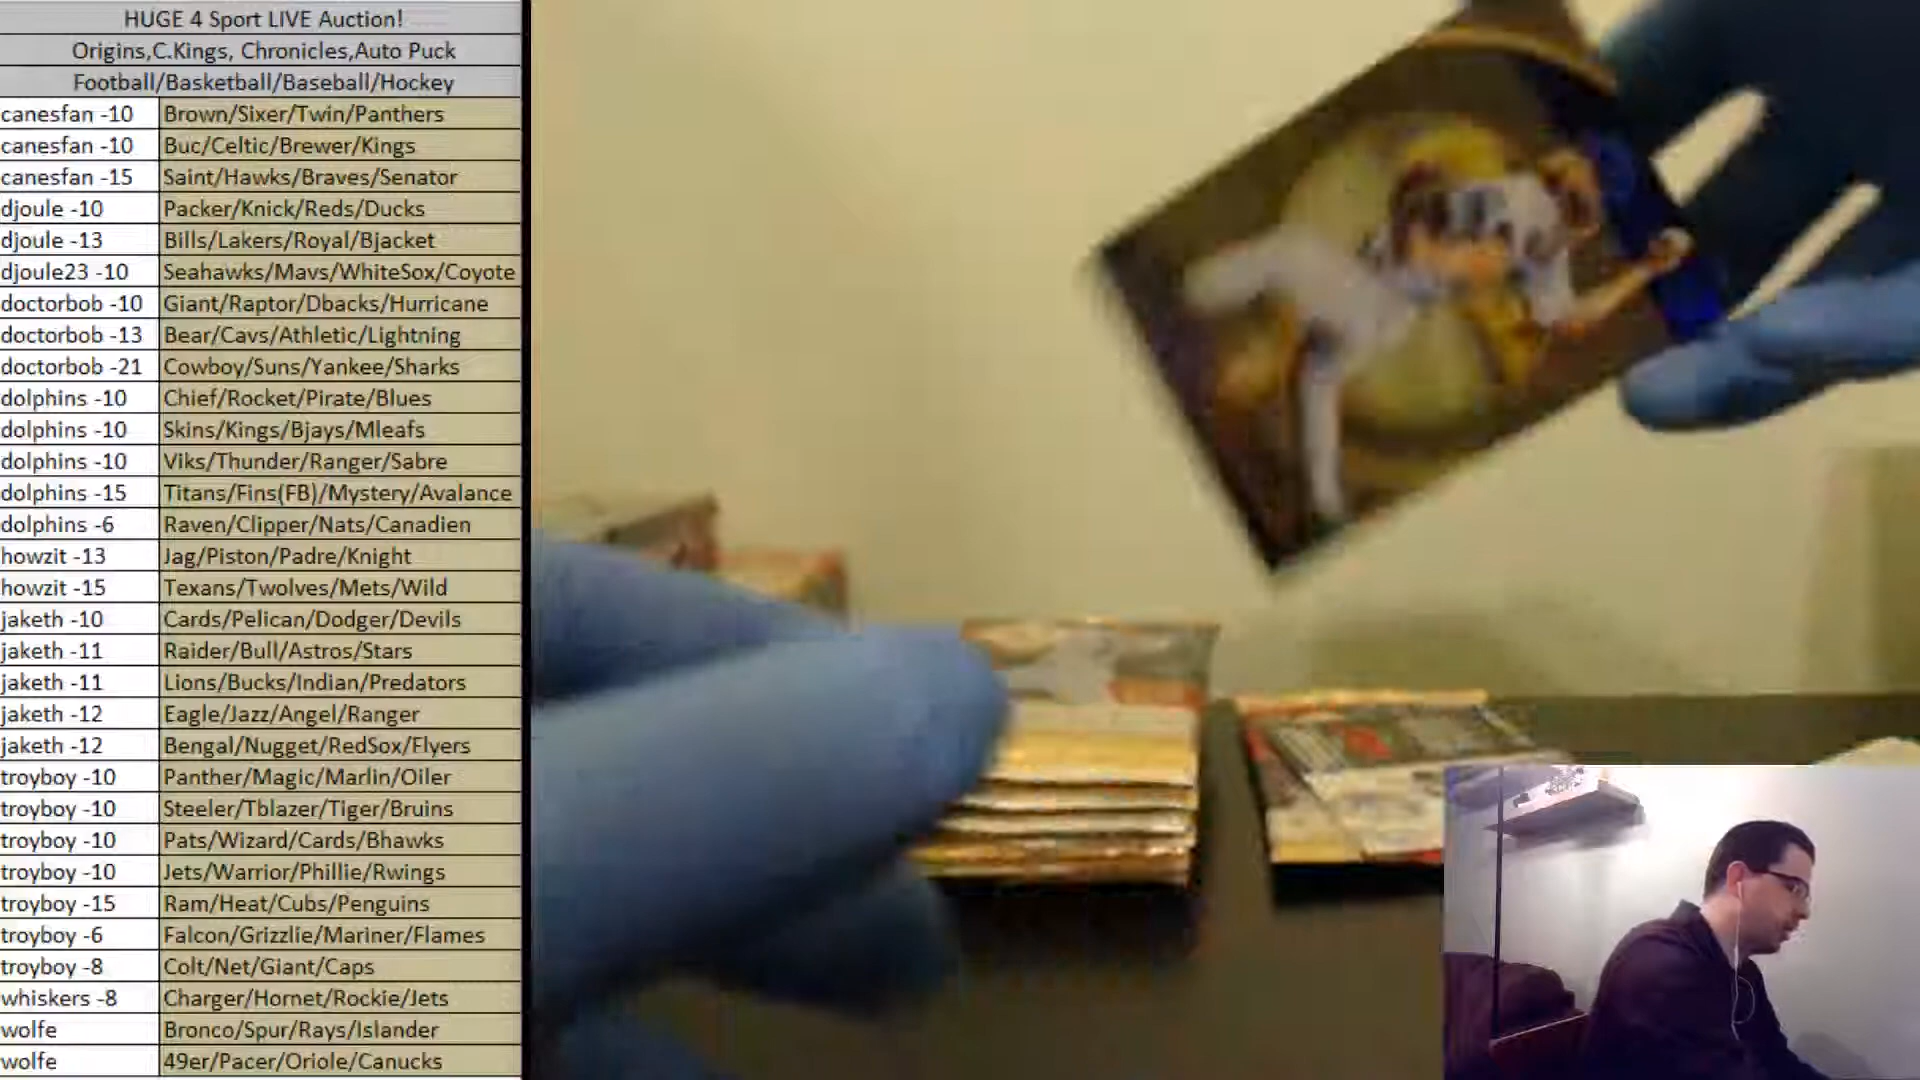 HUGE 4 Sport LIVE Auction!
Origins,C.Kings, Chronicles,Auto Puck
Football/Basketball/Baseball/Hockey
canesfan -10 Brown/Sixer/Twin/Panthers
canesfan -10 Buc/Celtic/Brewer/Kings
canesfan -15 Saint/Hawks/Braves/Senator
djoule -10 Packer/Knick/Reds/Ducks
djoule -13 Bills/Lakers/Royal/Bjacket
djoule23 -10 Seahawks/Mavs/WhiteSox/Coyote
doctorbob -10 Giant/Raptor/Dbacks/Hurricane
doctorbob -13 Bear/Cavs/Athletic/Lightning
doctorbob -21 Cowboy/Suns/Yankee/Sharks
dolphins -10 Chief/Rocket/Pirate/Blues
dolphins -10 Skins/Kings/Bjays/Mleafs
dolphins -10 Viks/Thunder/Ranger/Sabre
dolphins -15 Titans/Fins(FB)/Mystery/Avalance
dolphins -6 Raven/Clipper/Nats/Canadien
howzit -13 Jag/Piston/Padre/Knight
howzit -15 Texans/Twolves/Mets/Wild
jaketh -10 Cards/Pelican/Dodger/Devils
jaketh -11 Raider/Bull/Astros/Stars
jaketh -11 Lions/Bucks/Indian/Predators
jaketh -12 Eagle/Jazz/Angel/Ranger
jaketh -12 Bengal/Nugget/RedSox/Flyers
troyboy -10 Panther/Magic/Marlin/Oiler
troyboy -10 Steeler/Tblazer/Tiger/Bruins
troyboy -10 Pats/Wizard/Cards/Bhawks
troyboy -10 Jets/Warrior/Phillie/Rwings
troyboy -15 Ram/Heat/Cubs/Penguins
troyboy -6 Falcon/Grizzlie/Mariner/Flames
troyboy -8 Colt/Net/Giant/Caps
whiskers -8 Charger/Hornet/Rockie/Jets
wolfe Bronco/Spur/Rays/Islander
wolfe 49er/Pacer/Oriole/Canucks